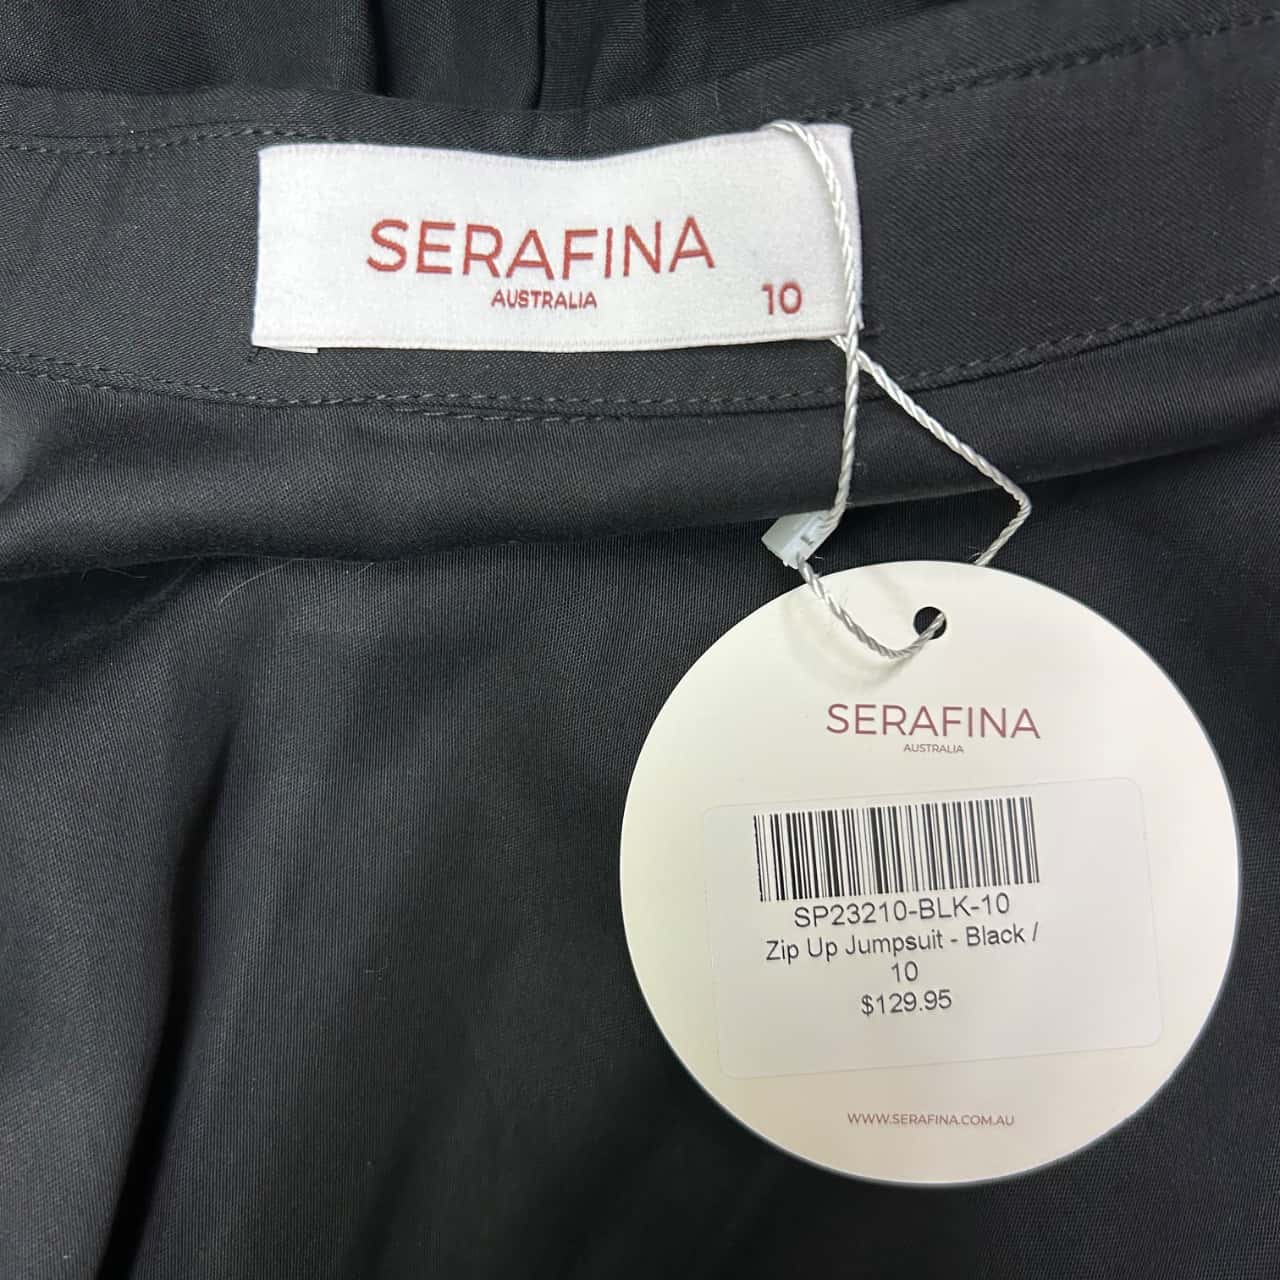 SERAFINA
AUSTRALIA
10
SERAFINA
AUSTRALIA
SP23210-BLK-10
Zip Up Jumpsuit - Black /
10
$129.95
WWW.SERAFINA.COM.AU